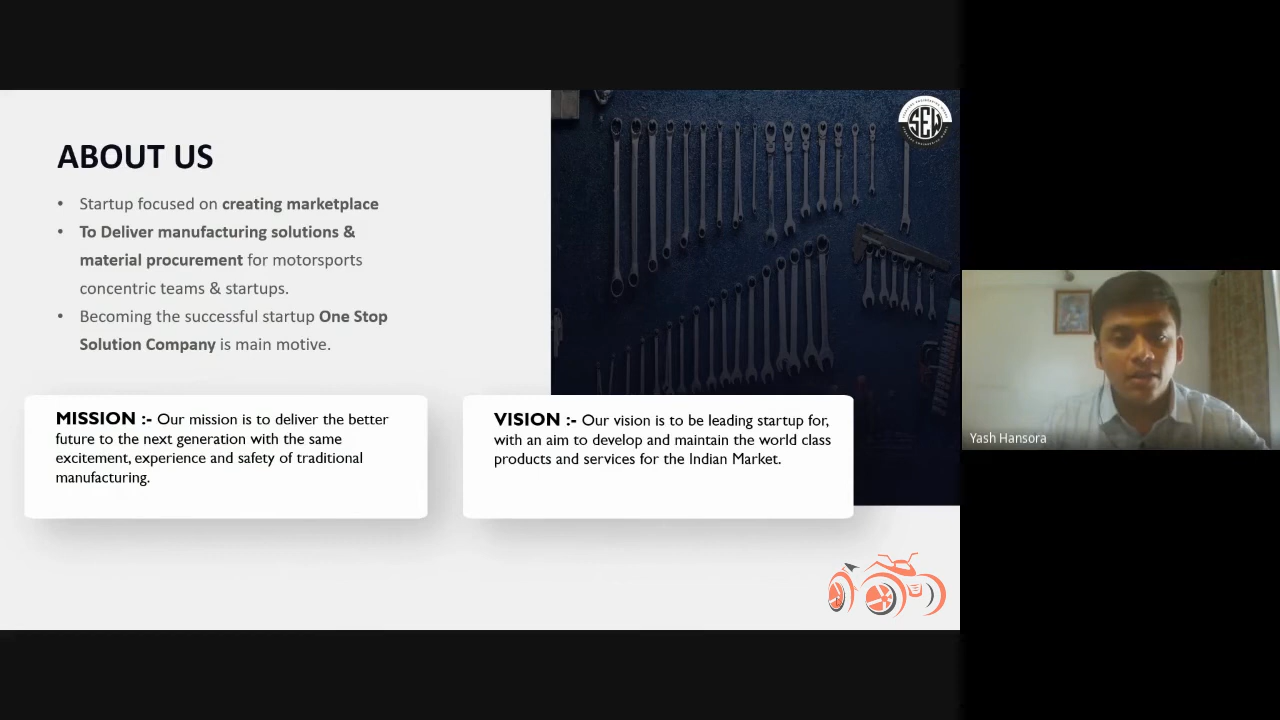 ABOUT US
• Startup focused on creating marketplace
• To Deliver manufacturing solutions &
material procurement for motorsports
concentric teams & startups.
• Becoming the successful startup One Stop
Solution Company is main motive.
MISSION :- Our mission is to deliver the better
future to the next generation with the same
excitement, experience and safety of traditional
manufacturing.
VISION :- Our vision is to be leading startup for,
with an aim to develop and maintain the world class
products and services for the Indian Market.
SEW
Yash Hansora